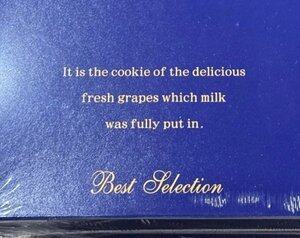 It is the cookie of the delicious
fresh grapes which milk
was fully put in.
Best Selection